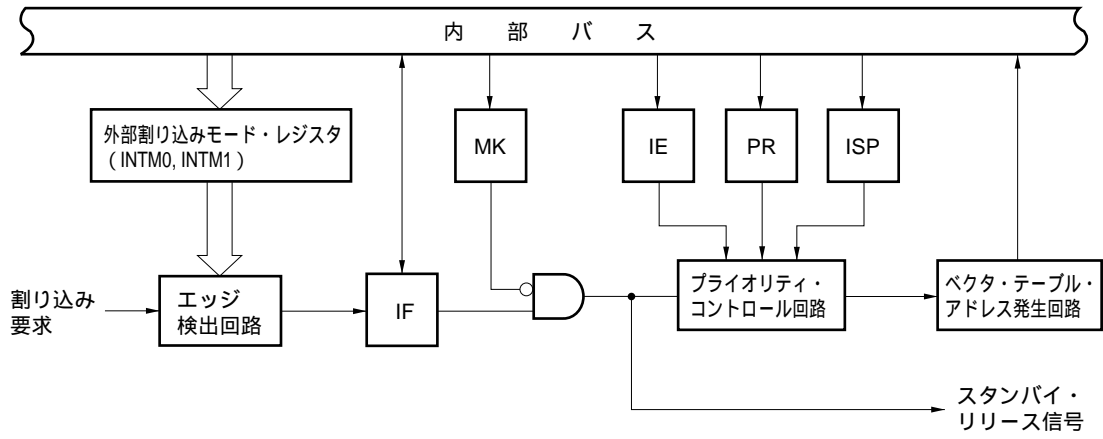 内 部 バ ス
外部割り込みモード・レジスタ
（INTM0, INTM1）
MK
IE
PR
ISP
割り込み
要求
エッジ
検出回路
IF
プライオリティ・
コントロール回路
ベクタ・テーブル・
アドレス発生回路
スタンバイ・
リリース信号